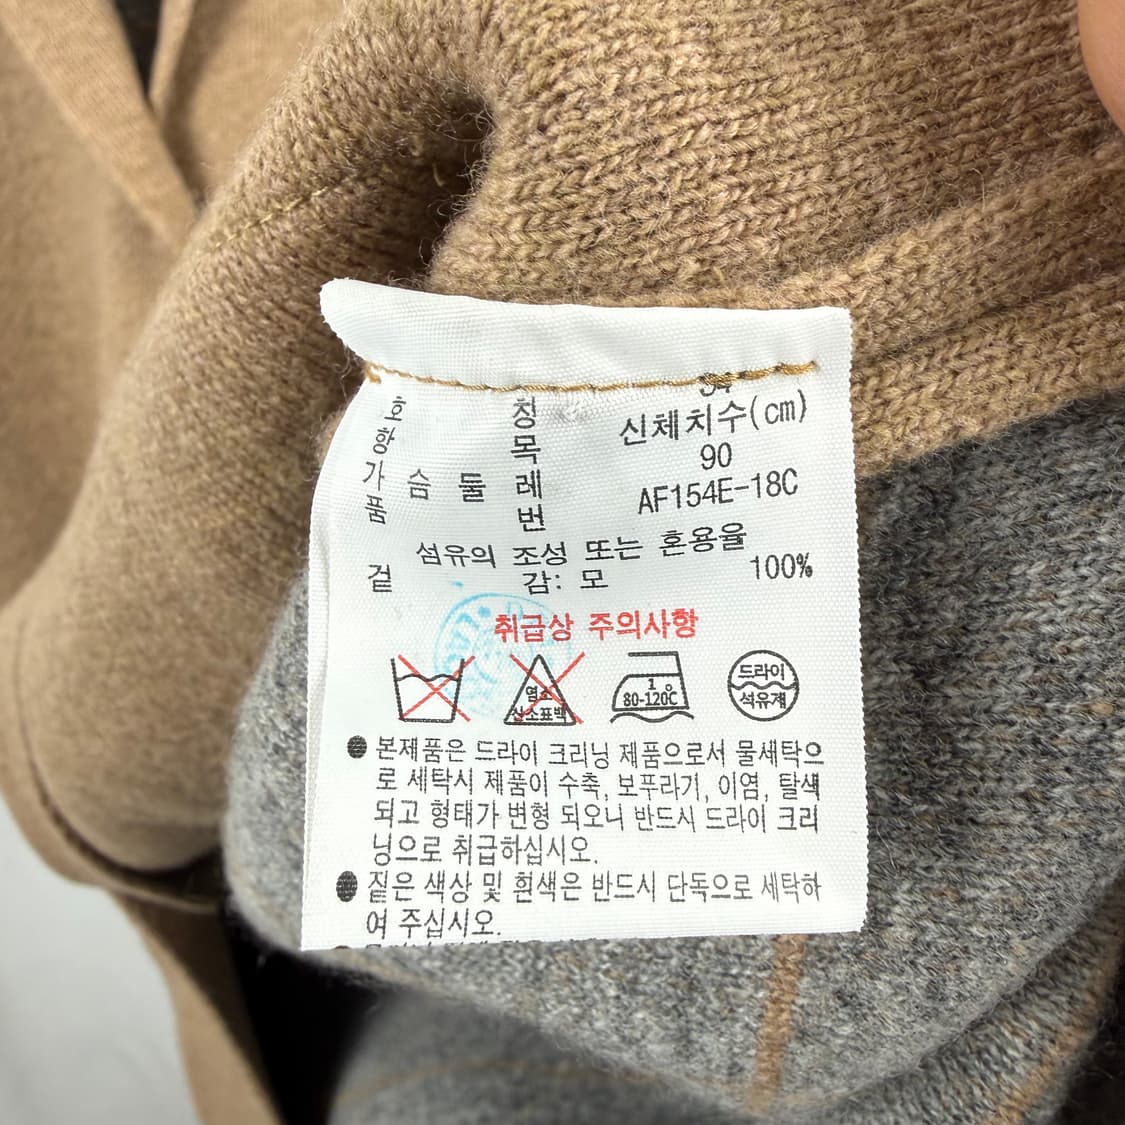 호 칭
항 목 신체치수(cm)
가 슴 둘 레 90
품 번 AF154E-18C
섬유의 조성 또는 혼용율
겉 감: 모 100%
취급상 주의사항
염소
산소표백
1
80-120℃
드라이
석유제
● 본제품은 드라이 크리닝 제품으로서 물세탁으
로 세탁시 제품이 수축, 보푸라기, 이염, 탈색
되고 형태가 변형 되오니 반드시 드라이 크리
닝으로 취급하십시오.
● 짙은 색상 및 흰색은 반드시 단독으로 세탁하
여 주십시오.